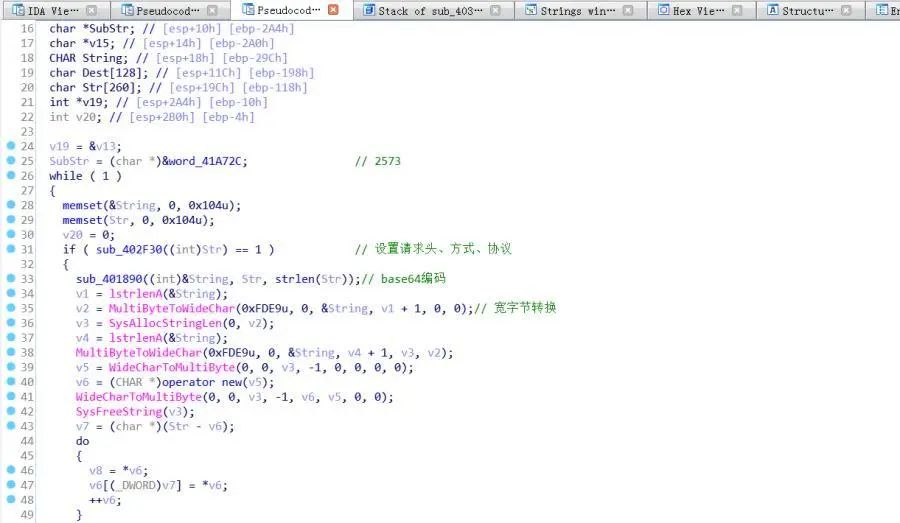 IDA Vie⋯ Pseudocod⋯ Pseudocod⋯ Stack of sub_403⋯ Strings win⋯ Hex Vie⋯ Structu⋯ En
16 char *SubStr; // [esp+10h] [ebp-2A4h]
17 char *v15; // [esp+14h] [ebp-2A0h]
18 CHAR String; // [esp+18h] [ebp-29Ch]
19 char Dest[128]; // [esp+11Ch] [ebp-198h]
20 char Str[260]; // [esp+19Ch] [ebp-118h]
21 int *v19; // [esp+2A4h] [ebp-10h]
22 int v20; // [esp+2B0h] [ebp-4h]
23
24 v19 = &v13;
25 SubStr = (char *)&word_41A72C; // 2573
26 while ( 1 )
27 {
28 memset(&String, 0, 0x104u);
29 memset(Str, 0, 0x104u);
30 v20 = 0;
31 if ( sub_402F30((int)Str) == 1 ) // 设置请求头、方式、协议
32 {
33 sub_401890((int)&String, Str, strlen(Str));// base64编码
34 v1 = lstrlenA(&String);
35 v2 = MultiByteToWideChar(0xFDE9u, 0, &String, v1 + 1, 0, 0);// 宽字节转换
36 v3 = SysAllocStringLen(0, v2);
37 v4 = lstrlenA(&String);
38 MultiByteToWideChar(0xFDE9u, 0, &String, v4 + 1, v3, v2);
39 v5 = WideCharToMultiByte(0, 0, v3, -1, 0, 0, 0, 0);
40 v6 = (CHAR *)operator new(v5);
41 WideCharToMultiByte(0, 0, v3, -1, v6, v5, 0, 0);
42 SysFreeString(v3);
43 v7 = (char *)(Str - v6);
44 do
45 {
46 v8 = *v6;
47 v6[(_DWORD)v7] = *v6;
48 ++v6;
49 }